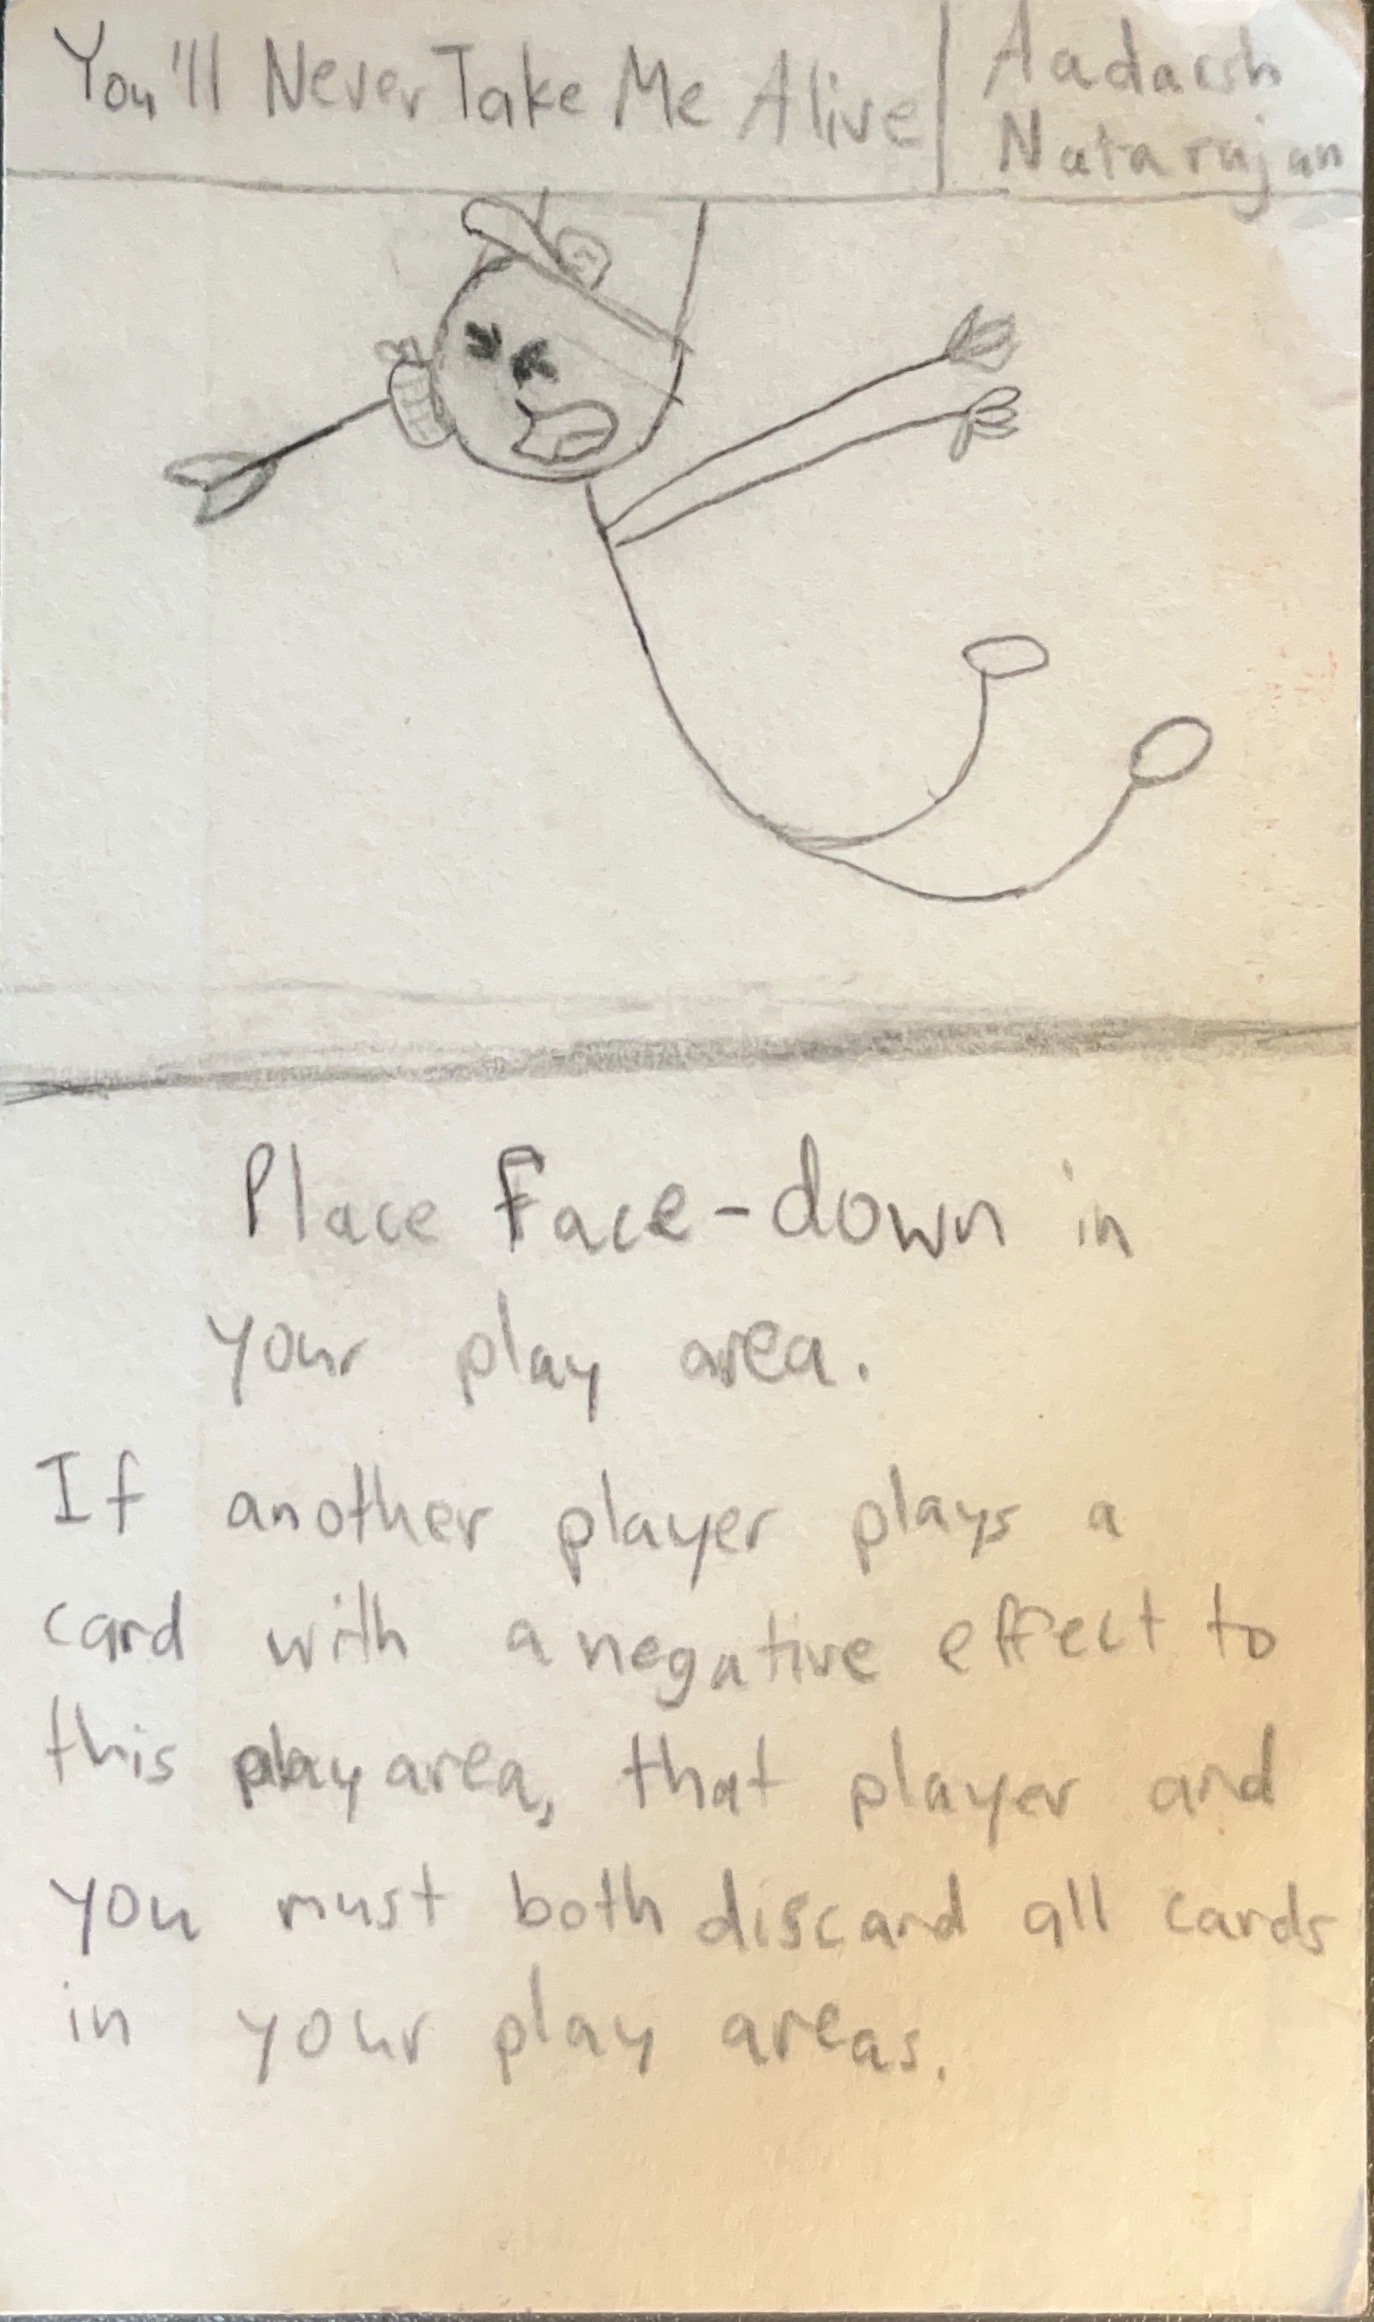 You'll Never Take Me Alive
Aadarsh
Natarajan
Place Face-down in
your play area.
If another player plays a
card with a negative effect to
this play area, that player and
you must both discard all cards
in your play areas.